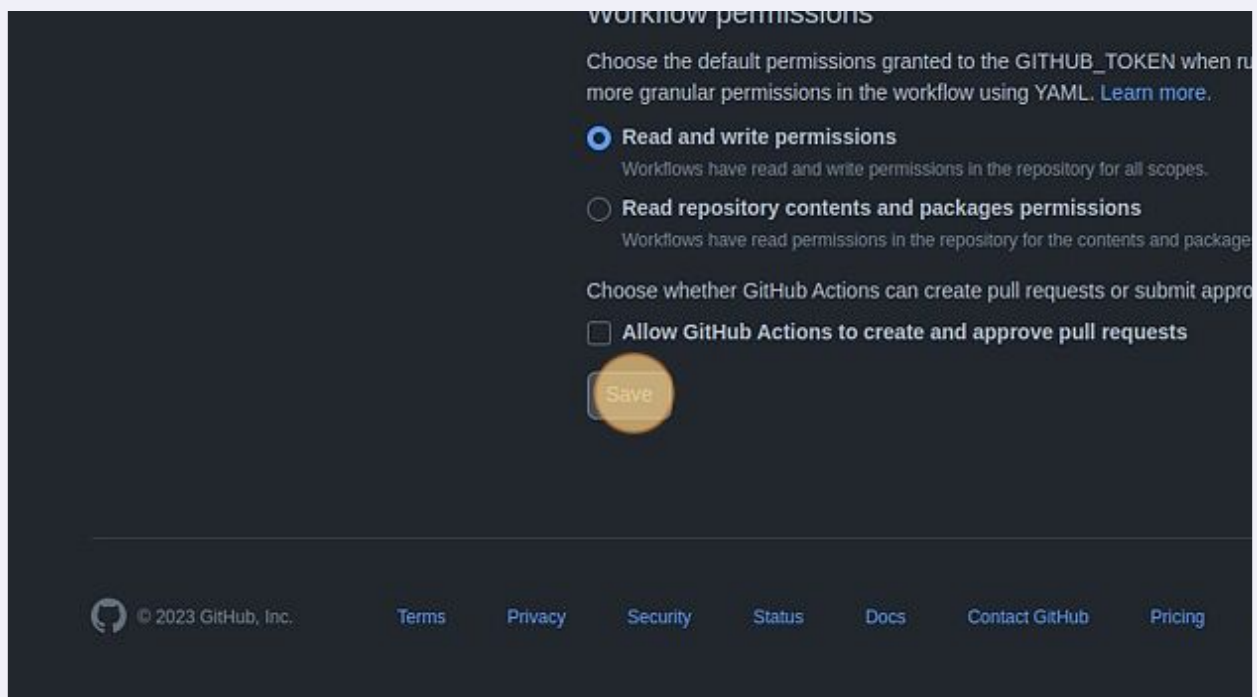 Workflow permissions
Choose the default permissions granted to the GITHUB_TOKEN when ru
more granular permissions in the workflow using YAML. Learn more.
Read and write permissions
Workflows have read and write permissions in the repository for all scopes.
Read repository contents and packages permissions
Workflows have read permissions in the repository for the contents and package
Choose whether GitHub Actions can create pull requests or submit appro
Allow GitHub Actions to create and approve pull requests
Save
© 2023 GitHub, Inc. Terms Privacy Security Status Docs Contact GitHub Pricing